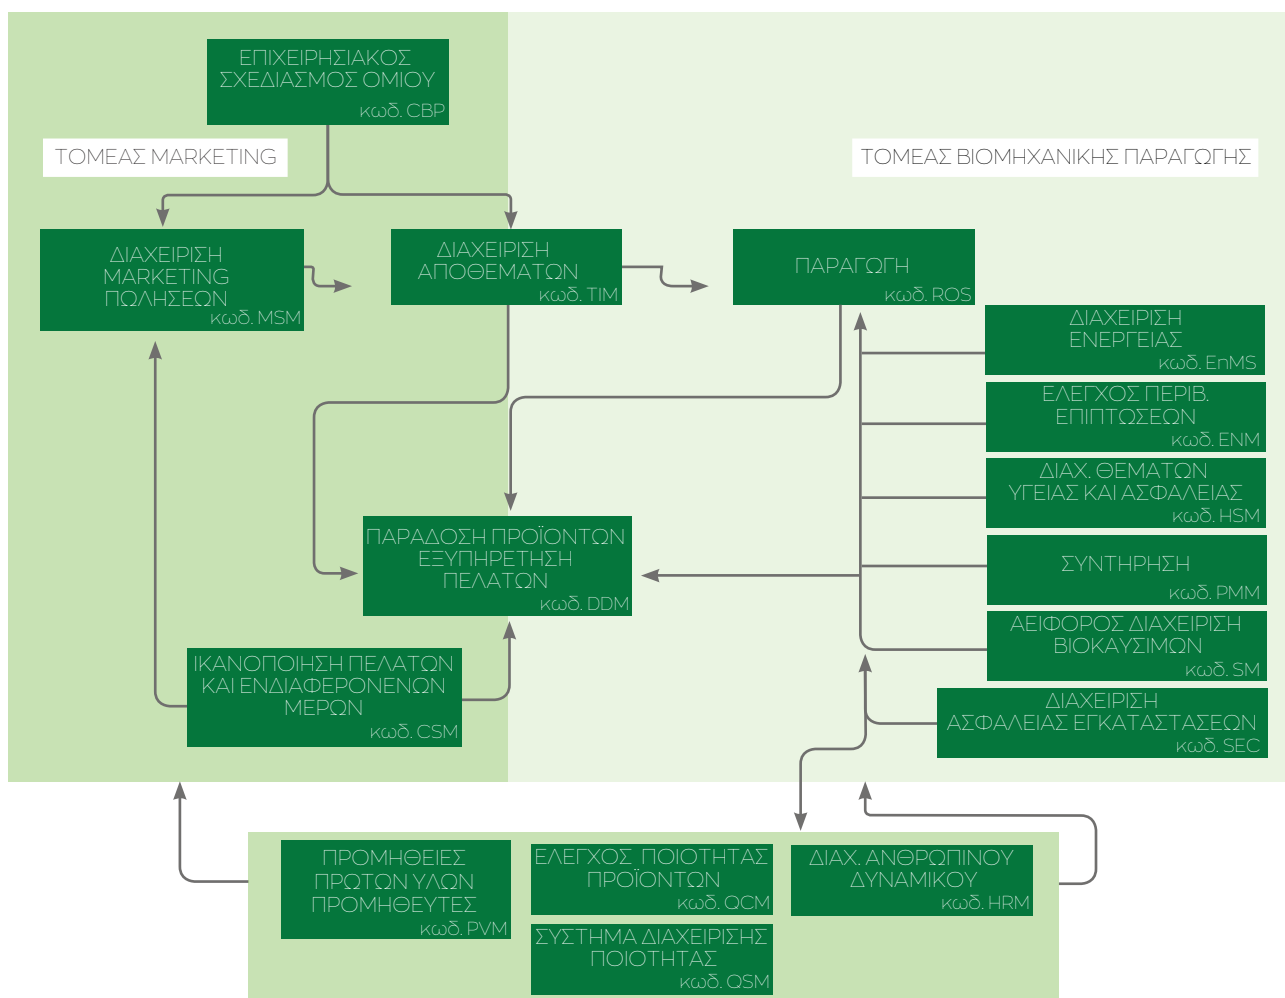 ΕΠΙΧΕΙΡΗΣΙΑΚΟΣ
ΣΧΕΔΙΑΣΜΟΣ ΟΜΙΟΥ
κωδ. CBP
ΤΟΜΕΑΣ MARKETING
ΤΟΜΕΑΣ ΒΙΟΜΗΧΑΝΙΚΗΣ ΠΑΡΑΓΩΓΗΣ
ΔΙΑΧΕΙΡΙΣΗ
MARKETING
ΠΩΛΗΣΕΩΝ
κωδ. MSM
ΔΙΑΧΕΙΡΙΣΗ
ΑΠΟΘΕΜΑΤΩΝ
κωδ. TIM
ΠΑΡΑΓΩΓΗ
κωδ. ROS
ΔΙΑΧΕΙΡΙΣΗ
ΕΝΕΡΓΕΙΑΣ
κωδ. EnMS
ΕΛΕΓΧΟΣ ΠΕΡΙΒ.
ΕΠΙΠΤΩΣΕΩΝ
κωδ. ENM
ΔΙΑΧ. ΘΕΜΑΤΩΝ
ΥΓΕΙΑΣ ΚΑΙ ΑΣΦΑΛΕΙΑΣ
κωδ. HSM
ΣΥΝΤΗΡΗΣΗ
κωδ. PMM
ΑΕΙΦΟΡΟΣ ΔΙΑΧΕΙΡΙΣΗ
ΒΙΟΚΑΥΣΙΜΩΝ
κωδ. SM
ΔΙΑΧΕΙΡΙΣΗ
ΑΣΦΑΛΕΙΑΣ ΕΓΚΑΤΑΣΤΑΣΕΩΝ
κωδ. SEC
ΠΑΡΑΔΟΣΗ ΠΡΟΪΟΝΤΩΝ
ΕΞΥΠΗΡΕΤΗΣΗ
ΠΕΛΑΤΩΝ
κωδ. DDM
ΙΚΑΝΟΠΟΙΗΣΗ ΠΕΛΑΤΩΝ
ΚΑΙ ΕΝΔΙΑΦΕΡΟΝΕΝΩΝ
ΜΕΡΩΝ
κωδ. CSM
ΠΡΟΜΗΘΕΙΕΣ
ΠΡΩΤΩΝ ΥΛΩΝ
ΠΡΟΜΗΘΕΥΤΕΣ
κωδ. PVM
ΕΛΕΓΧΟΣ ΠΟΙΟΤΗΤΑΣ
ΠΡΟΪΟΝΤΩΝ
κωδ. QCM
ΣΥΣΤΗΜΑ ΔΙΑΧΕΙΡΙΣΗΣ
ΠΟΙΟΤΗΤΑΣ
κωδ. QSM
ΔΙΑΧ. ΑΝΘΡΩΠΙΝΟΥ
ΔΥΝΑΜΙΚΟΥ
κωδ. HRM